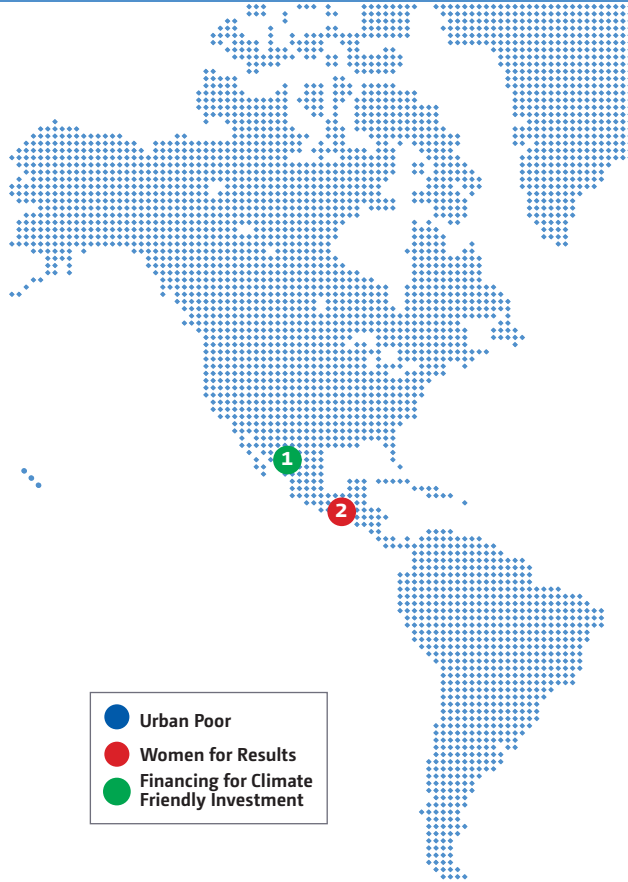 1
2
Urban Poor
Women for Results
Financing for Climate
Friendly Investment